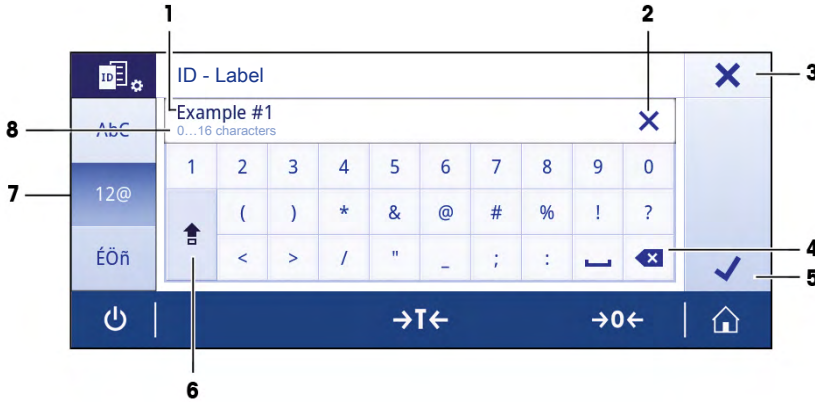 1 2
ID ID - Label 3
Example #1
8 AbC 0...16 characters
1 2 3 4 5 6 7 8 9 0
7 12@ ( ) * & @ # % ! ?
ÉÖñ < > / " _ ; : 4
5
→T← →0←
6